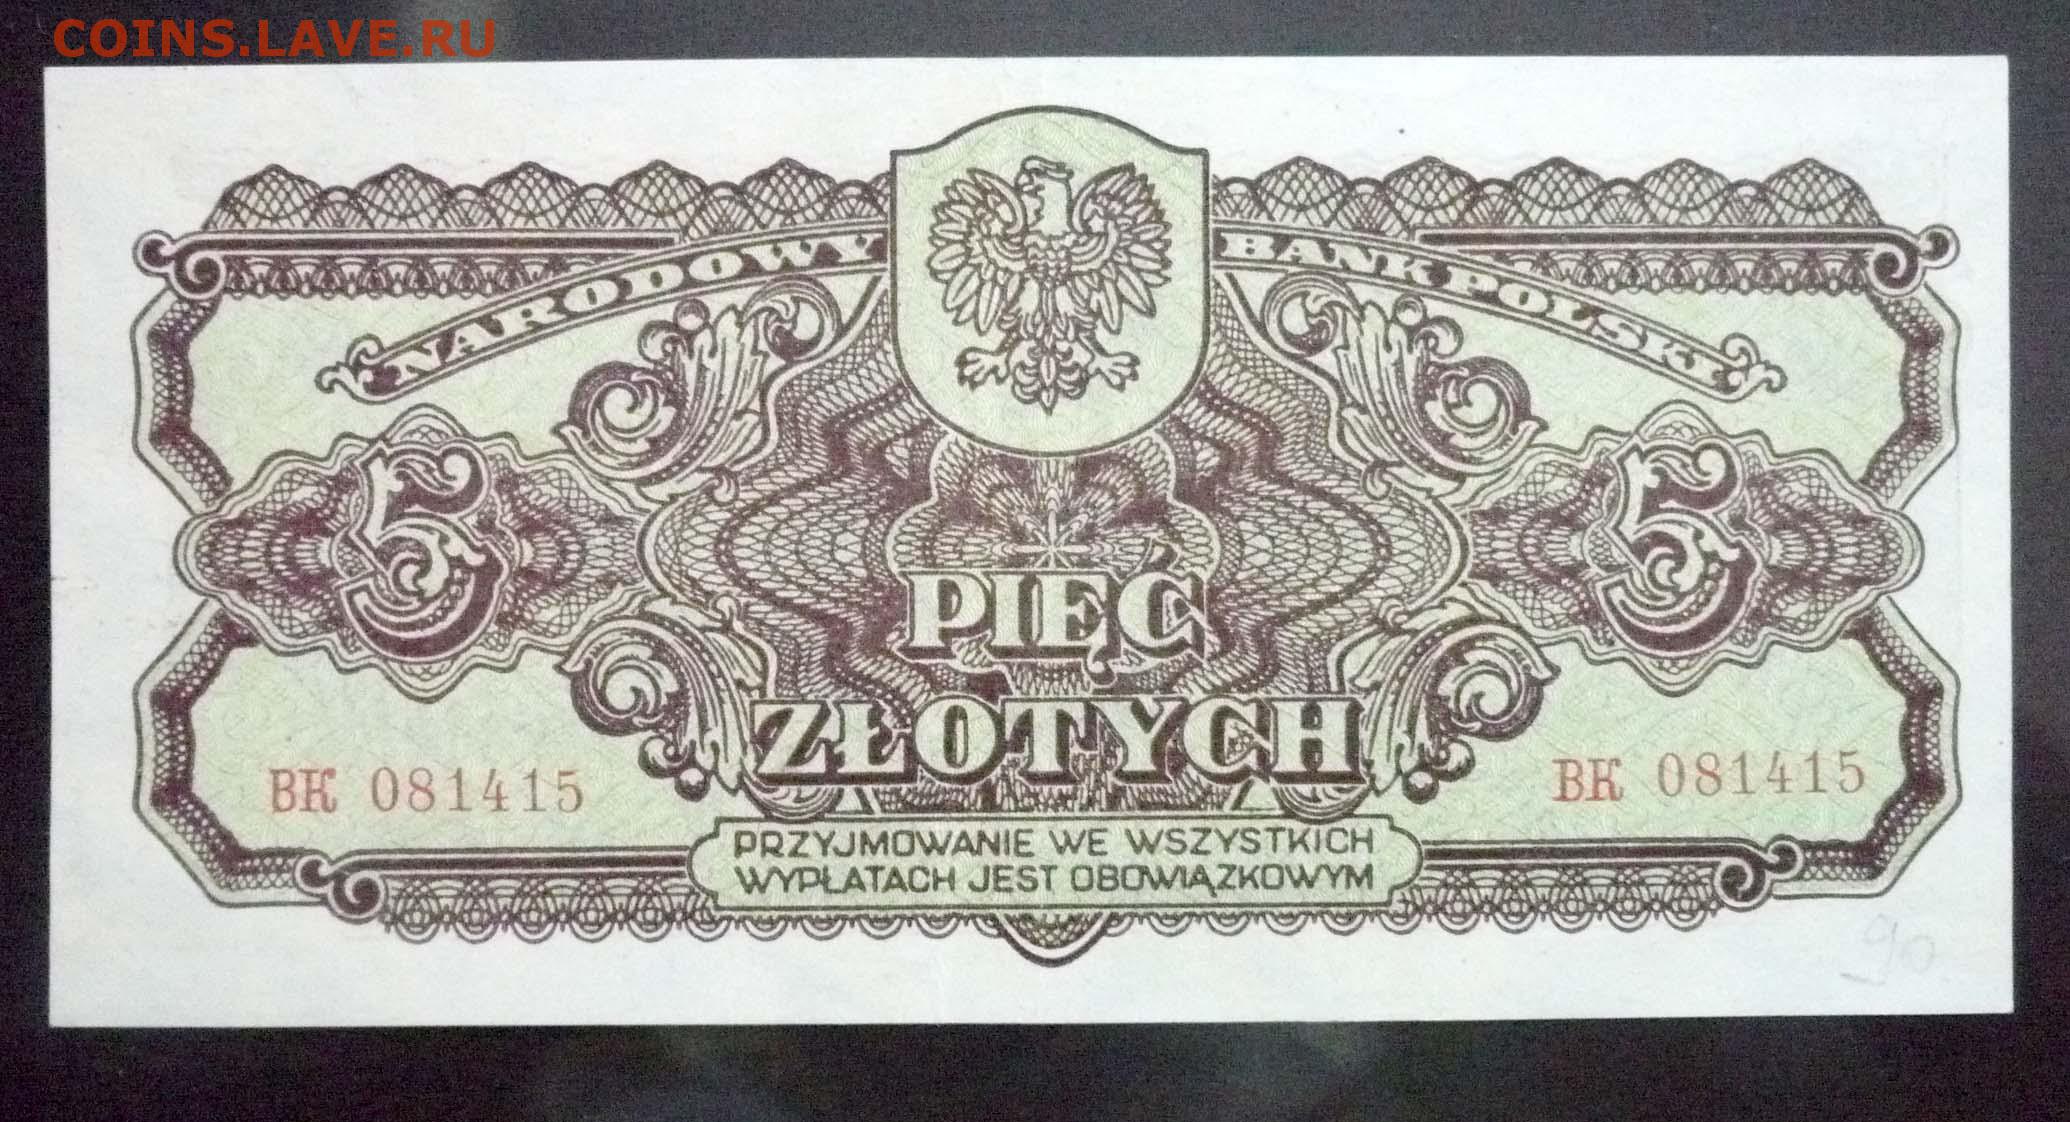 COINS.LAVE.RU
NARODOWY BANK POLSKI
5 5
PIĘĆ
ZŁOTYCH
ВК 081415 ВК 081415
PRZYJMOWANIE WE WSZYSTKICH
WYPŁATACH JEST OBOWIĄZKOWYM
90